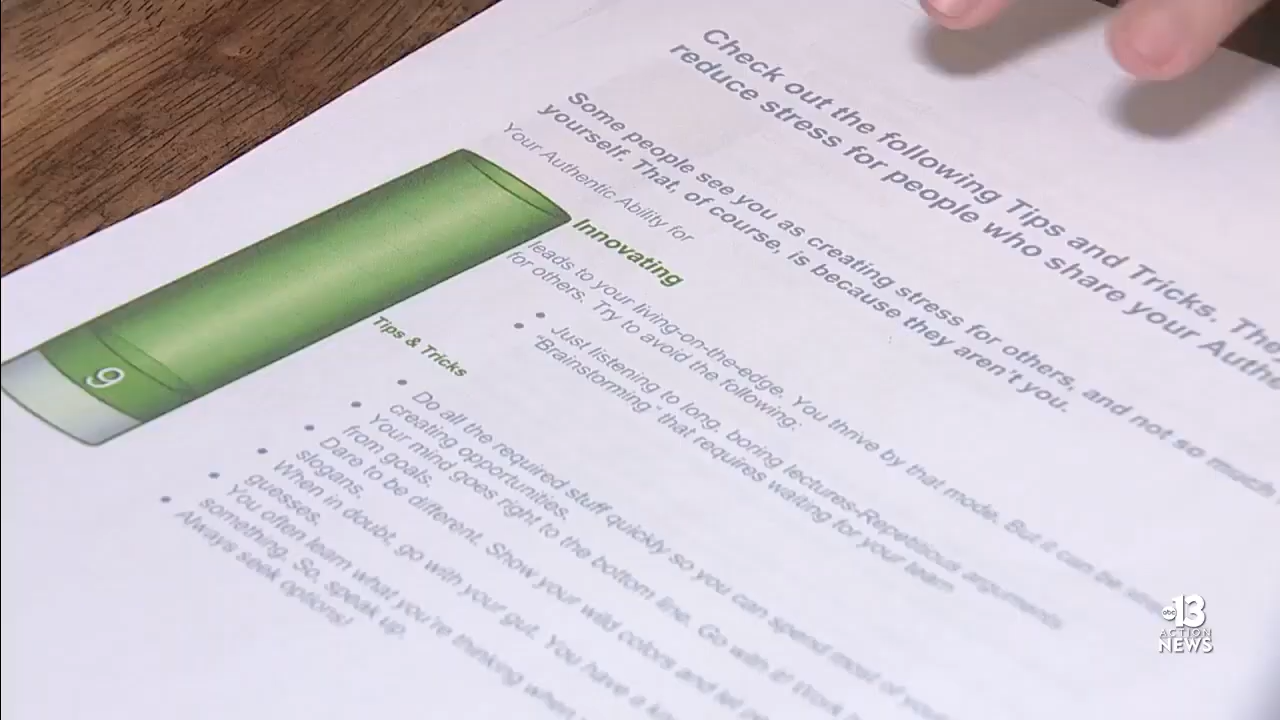 Check out the following Tips and Tricks. The
reduce stress for people who share your Authe
Some people see you as creating stress for others, and not so much
yourself. That, of course, is because they aren't you.
Your Authentic Ability for
Innovating
leads to your living-on-the-edge. You thrive by that mode. But it can be
for others. Try to avoid the following:
Just listening to long, boring lectures-Repetitious arguments
"Brainstorming" that requires waiting for your team
9
Tips & Tricks
Do all the required stuff quickly so you can spend most of your
creating opportunities.
Your mind goes right to the bottom line. Go with it! Work
from goals.
Dare to be different. Show your wild colors and let
slogans.
When in doubt, go with your gut. You have a
guesses.
You often learn what you're thinking when
something. So, speak up.
Always seek options!
abc 13
ACTION
NEWS